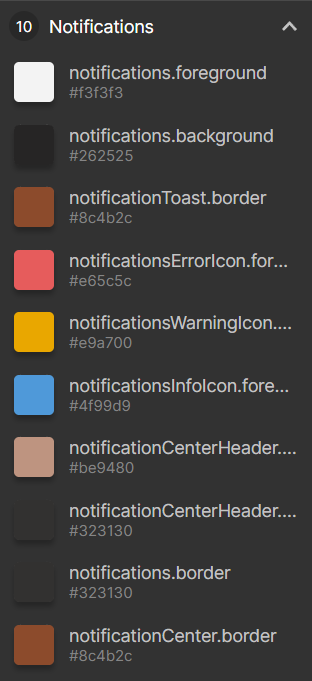 10 Notifications
notifications.foreground
#f3f3f3
notifications.background
#262525
notificationToast.border
#8c4b2c
notificationsErrorIcon.for...
#e65c5c
notificationsWarningIcon....
#e9a700
notificationsInfoIcon.fore...
#4f99d9
notificationCenterHeader....
#be9480
notificationCenterHeader....
#323130
notifications.border
#323130
notificationCenter.border
#8c4b2c